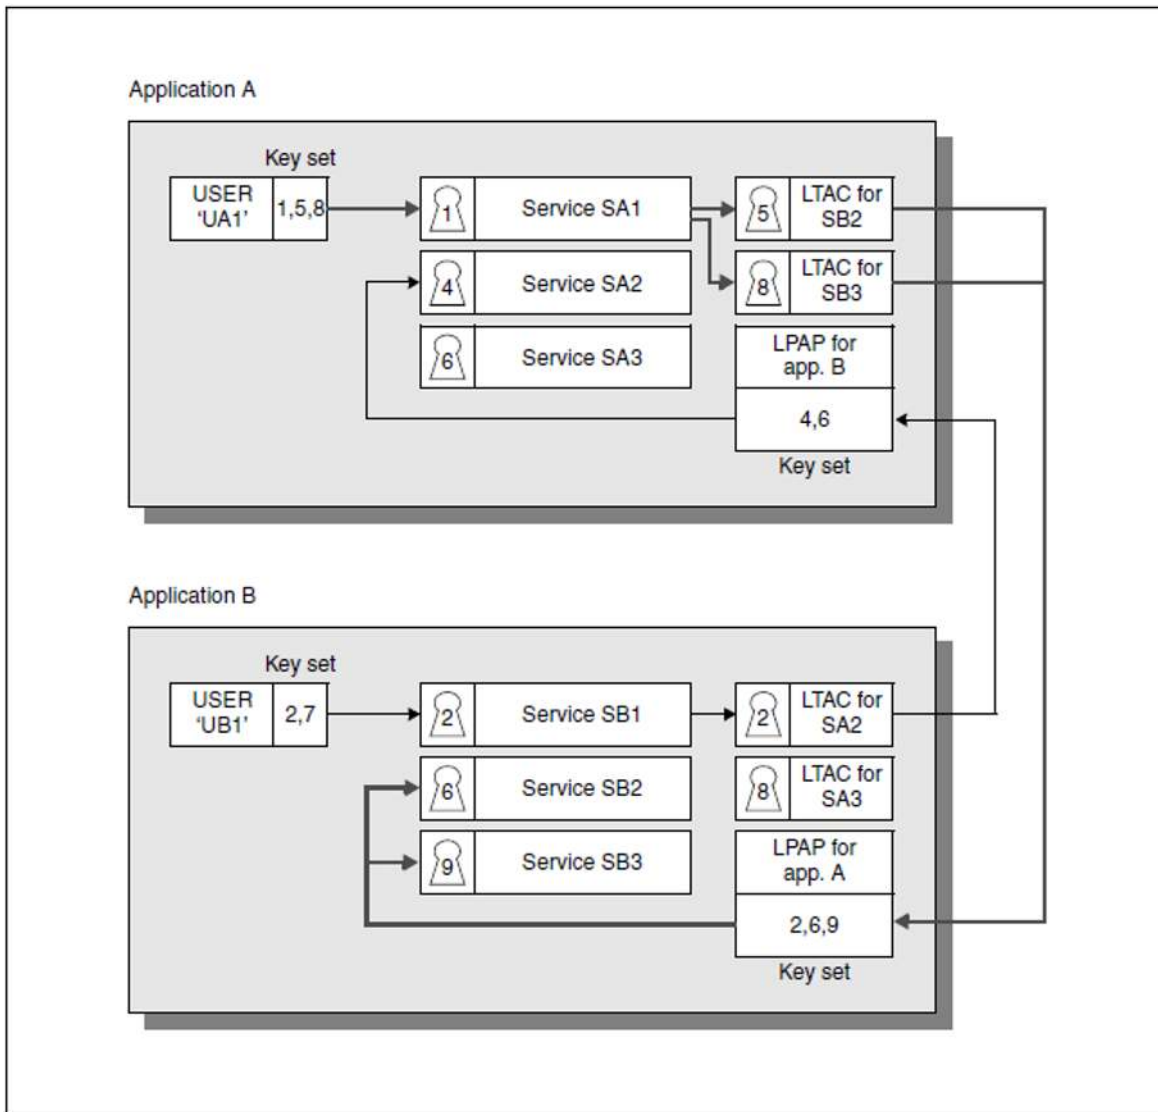 Application A
Key set
USER
‘UA1’
1,5,8
1
Service SA1
5
LTAC for
SB2
4
Service SA2
8
LTAC for
SB3
6
Service SA3
LPAP for
app. B
4,6
Key set
Application B
Key set
USER
‘UB1’
2,7
2
Service SB1
2
LTAC for
SA2
6
Service SB2
8
LTAC for
SA3
9
Service SB3
LPAP for
app. A
2,6,9
Key set